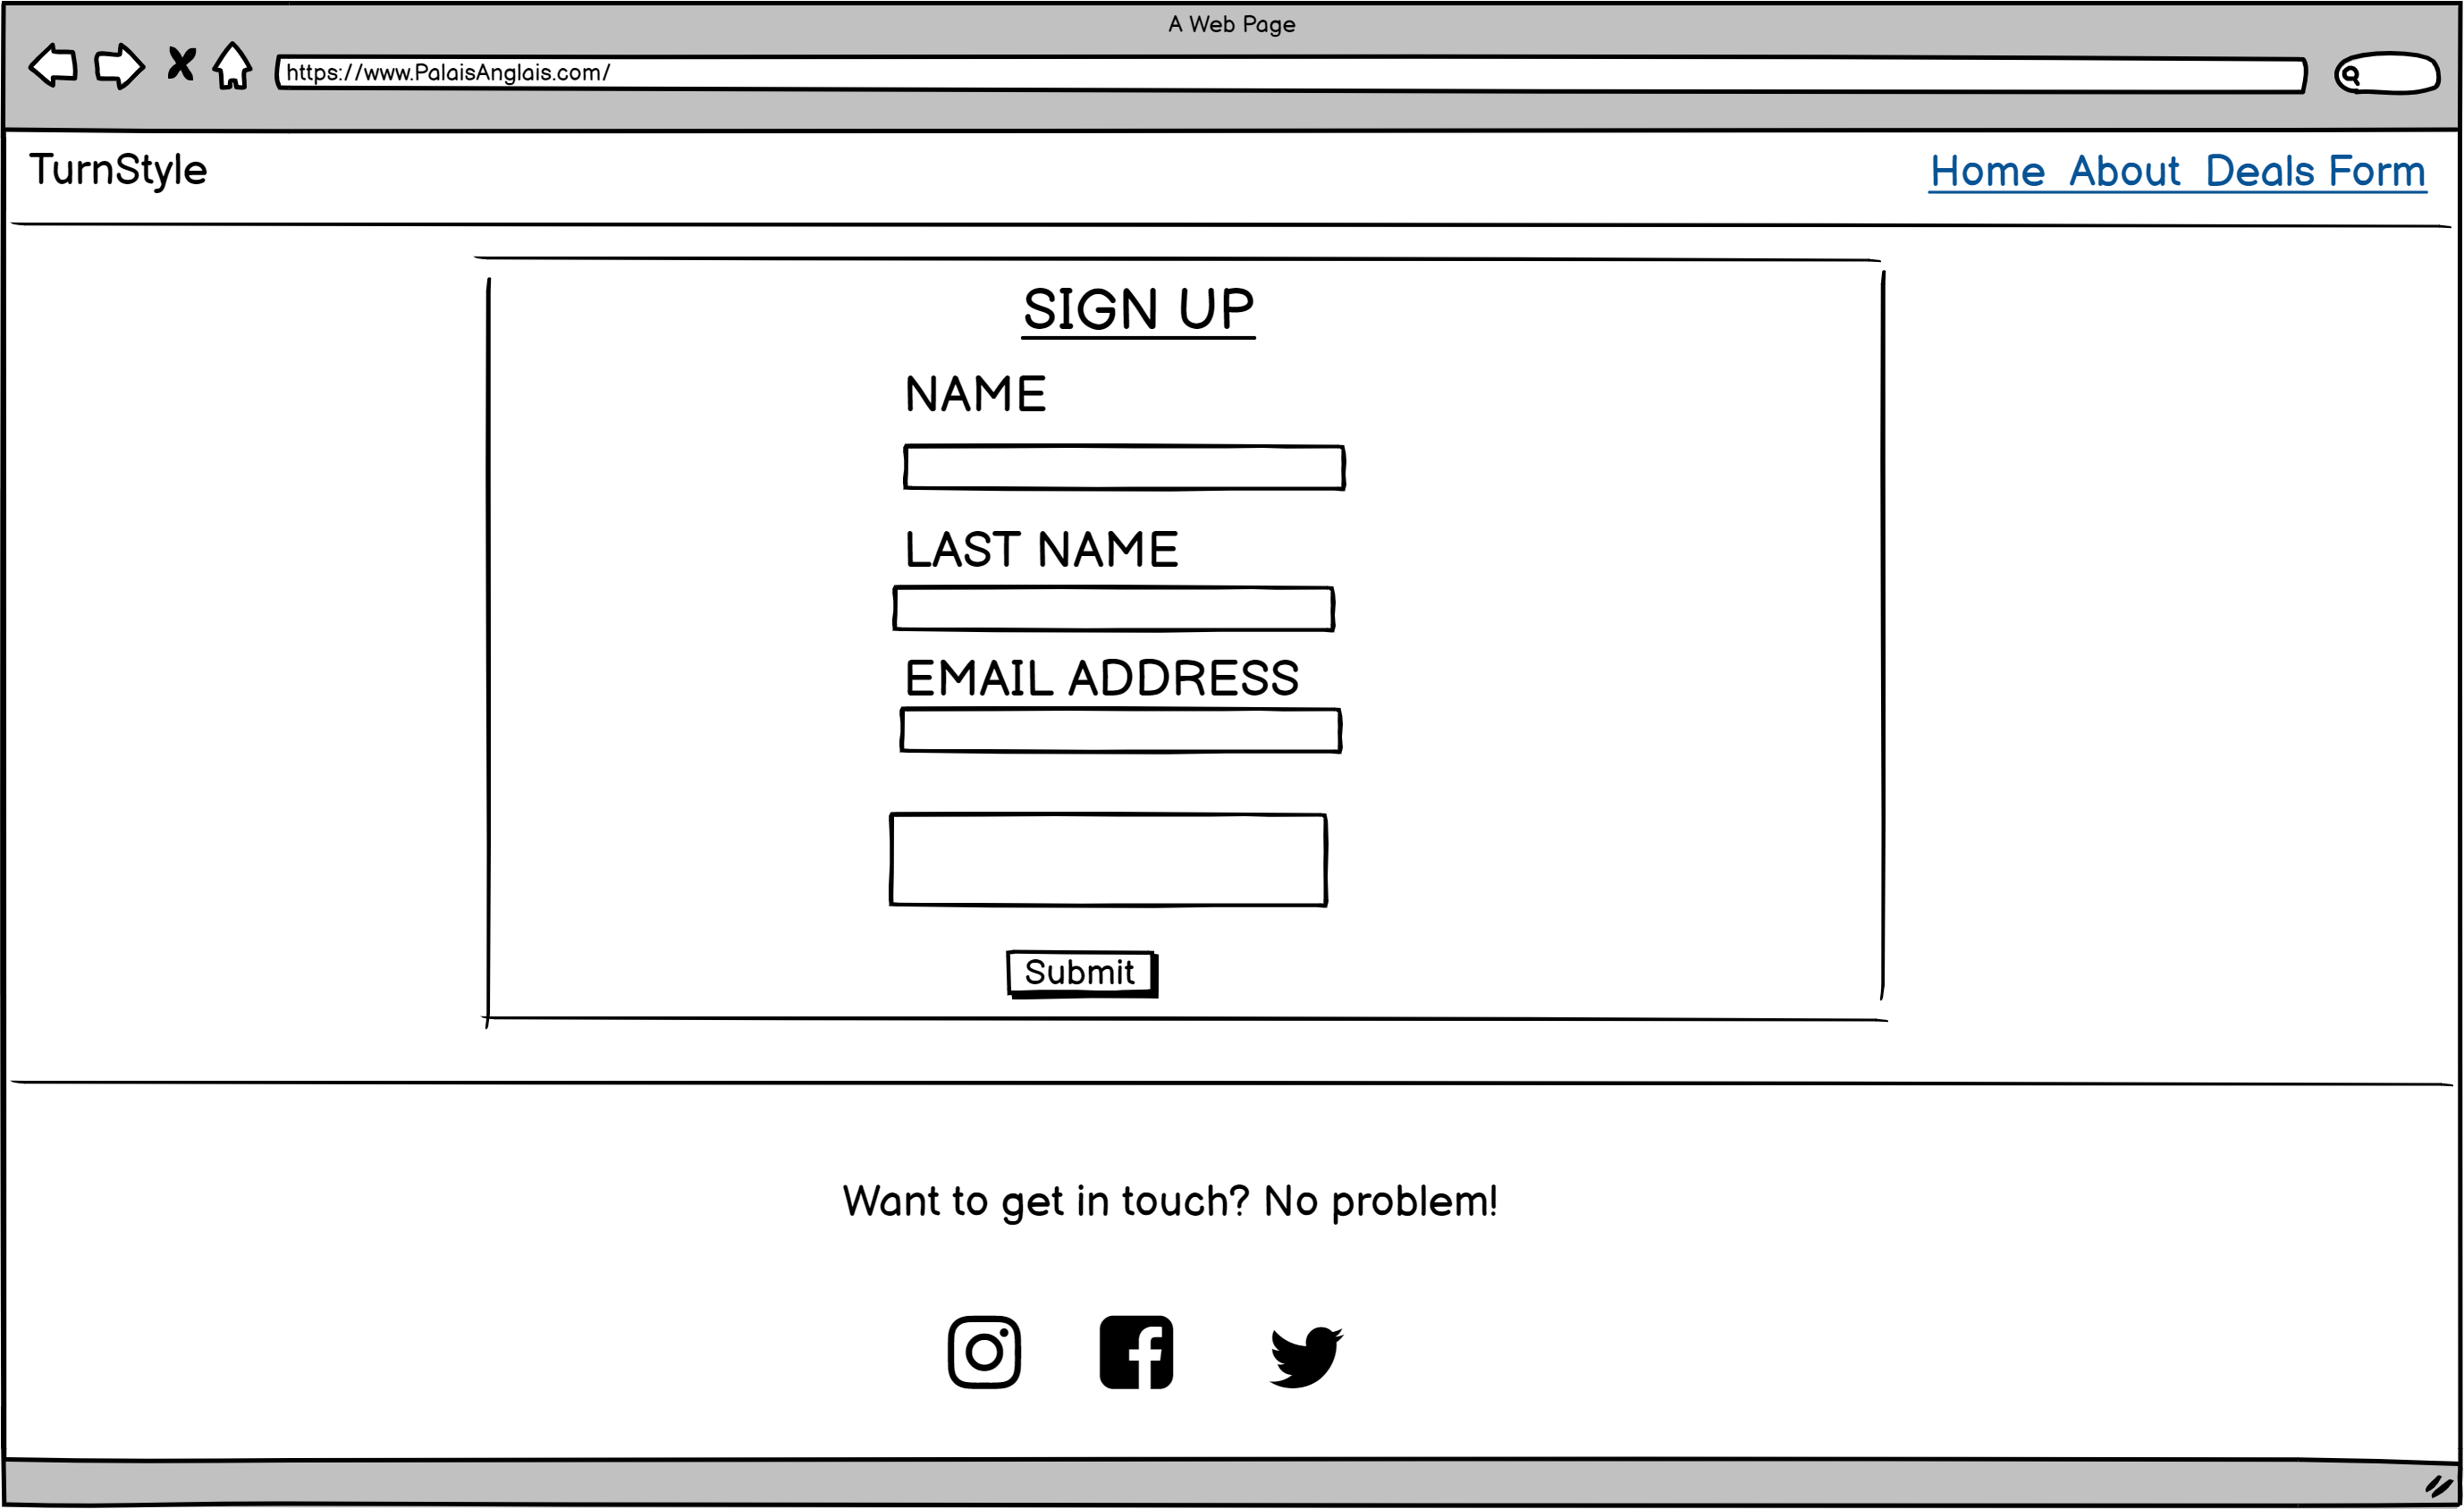 A Web Page
https://www.PalaisAnglais.com/
TurnStyle
Home About Deals Form
SIGN UP
NAME
LAST NAME
EMAIL ADDRESS
Submit
Want to get in touch? No problem!